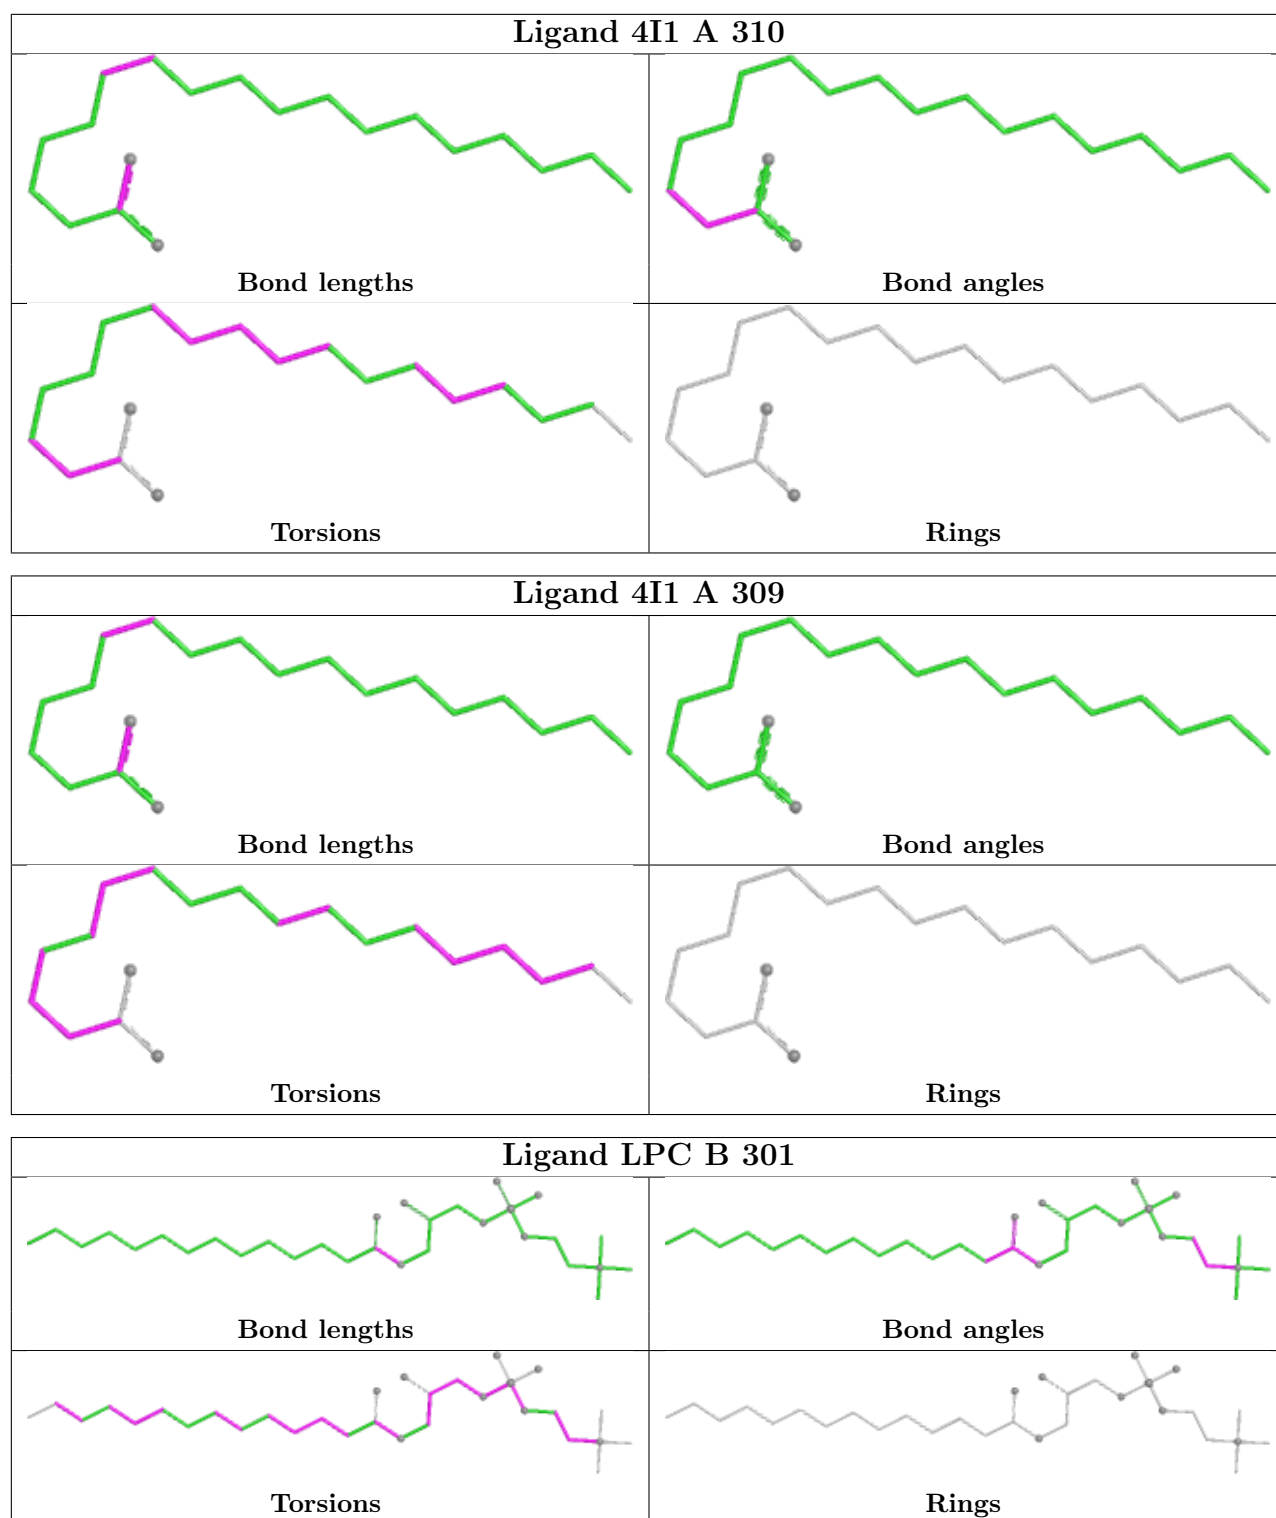 Ligand 4I1 A 310
Bond lengths
Bond angles
Torsions
Rings
Ligand 4I1 A 309
Bond lengths
Bond angles
Torsions
Rings
Ligand LPC B 301
Bond lengths
Bond angles
Torsions
Rings